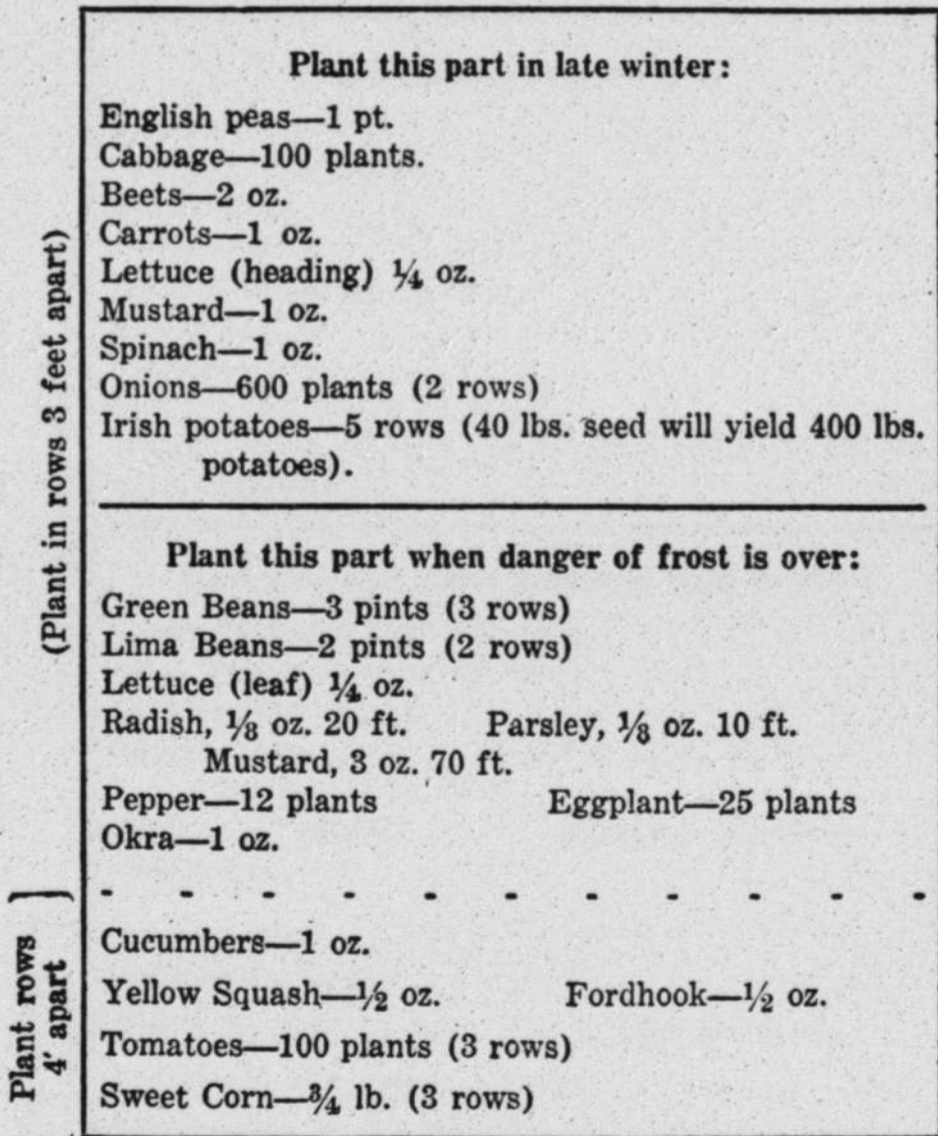 Plant this part in late winter:
English peas—1 pt.
Cabbage—100 plants.
Beets—2 oz.
Carrots—1 oz.
Lettuce (heading) ¼ oz.
Mustard—1 oz.
Spinach—1 oz.
Onions—600 plants (2 rows)
Irish potatoes—5 rows (40 lbs. seed will yield 400 lbs.
potatoes).
(Plant in rows 3 feet apart)
Plant this part when danger of frost is over:
Green Beans—3 pints (3 rows)
Lima Beans—2 pints (2 rows)
Lettuce (leaf) ¼ oz.
Radish, ⅛ oz. 20 ft. Parsley, ⅛ oz. 10 ft.
Mustard, 3 oz. 70 ft.
Pepper—12 plants Eggplant—25 plants
Okra—1 oz.
Plant rows
4' apart
Cucumbers—1 oz.
Yellow Squash—½ oz. Fordhook—½ oz.
Tomatoes—100 plants (3 rows)
Sweet Corn—¾ lb. (3 rows)